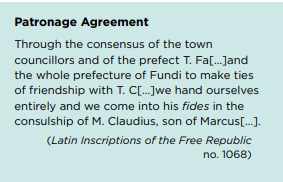 Patronage Agreement
Through the consensus of the town
councillors and of the prefect T. Fa[...]and
the whole prefecture of Fundi to make ties
of friendship with T. C[...]we hand ourselves
entirely and we come into his fides in the
consulship of M. Claudius, son of Marcus[...].
(Latin Inscriptions of the Free Republic
no. 1068)